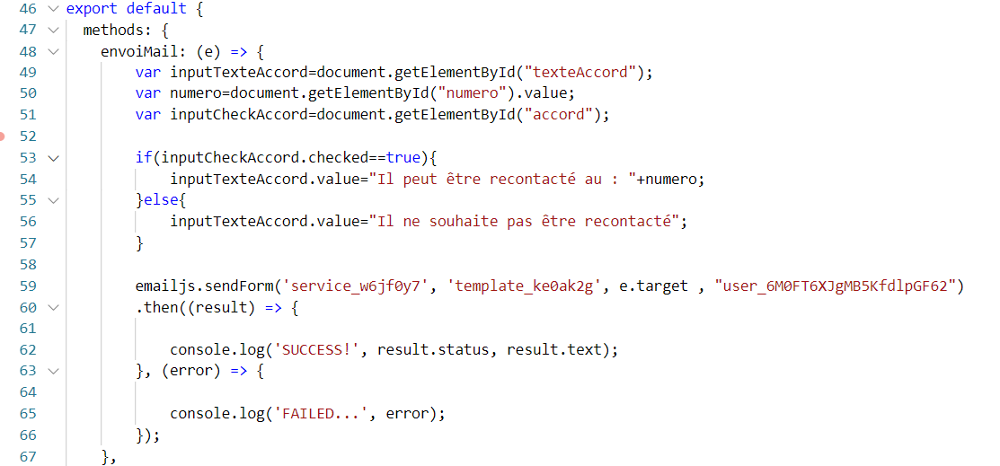 46 export default {
47 methods: {
48 envoiMail: (e) => {
49 var inputTexteAccord=document.getElementById("texteAccord");
50 var numero=document.getElementById("numero").value;
51 var inputCheckAccord=document.getElementById("accord");
52
53 if(inputCheckAccord.checked==true){
54 inputTexteAccord.value="Il peut être recontacté au : "+numero;
55 }else{
56 inputTexteAccord.value="Il ne souhaite pas être recontacté";
57 }
58
59 emailjs.sendForm('service_w6jf0y7', 'template_ke0ak2g', e.target , "user_6M0FT6XJgMB5KfdlpGF62")
60 .then((result) => {
61
62 console.log('SUCCESS!', result.status, result.text);
63 }, (error) => {
64
65 console.log('FAILED...', error);
66 });
67 },